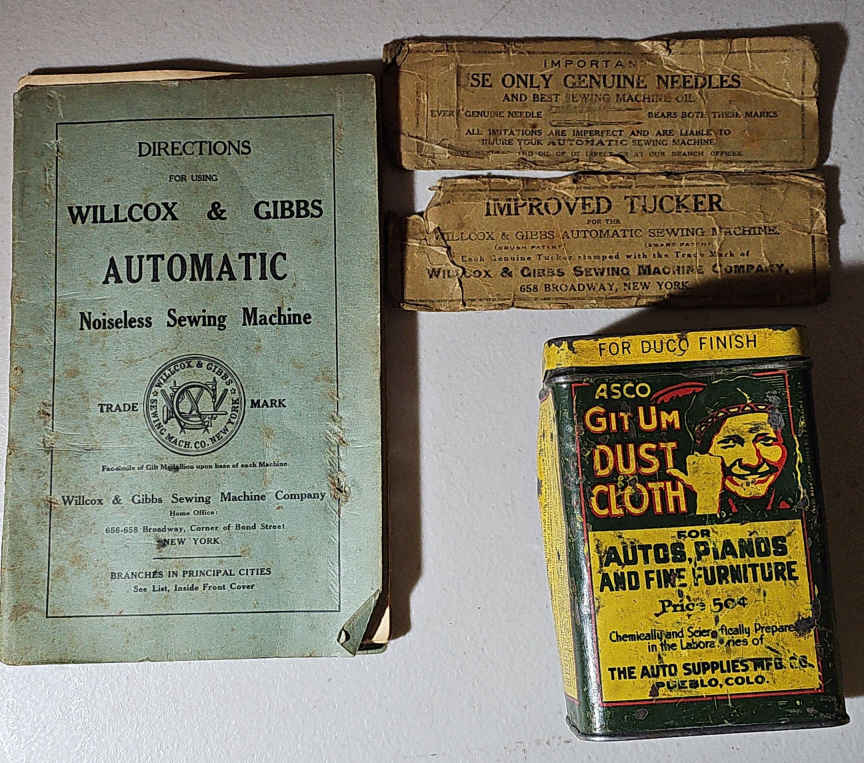 DIRECTIONS
FOR USING
WILLCOX & GIBBS
AUTOMATIC
Noiseless Sewing Machine
TRADE MARK
WILLCOX & GIBBS
SEWING MACH. CO. NEW YORK
Fac-simile of Gilt Medallion upon base of each Machine.
Willcox & Gibbs Sewing Machine Company
Home Office:
656-658 Broadway, Corner of Bond Street
NEW YORK
BRANCHES IN PRINCIPAL CITIES
See List, Inside Front Cover
IMPORTAN
SE ONLY GENUINE NEEDLES
AND BEST SEWING MACHINE OIL
EVERY GENUINE NEEDLE BEARS BOTH THESE MARKS
ALL IMITATIONS ARE IMPERFECT AND ARE LIABLE TO
INJURE YOUR AUTOMATIC SEWING MACHINE
OIL OF US AT OUR BRANCH OFFICES
IMPROVED TUCKER
FOR THE
WILLCOX & GIBBS AUTOMATIC SEWING MACHINE.
Each Genuine Tucker stamped with the Trade Mark of
WILLCOX & GIBBS SEWING MACHINE COMPANY,
658 BROADWAY, NEW YORK
FOR DUCO FINISH
ASCO
GIT UM
DUST
CLOTH
FOR
AUTOS, PIANOS
AND FINE FURNITURE
Price 50¢
Chemically and Scientifically Prepared
in the Laboratories of
THE AUTO SUPPLIES MFG. CO.
PUEBLO, COLO.